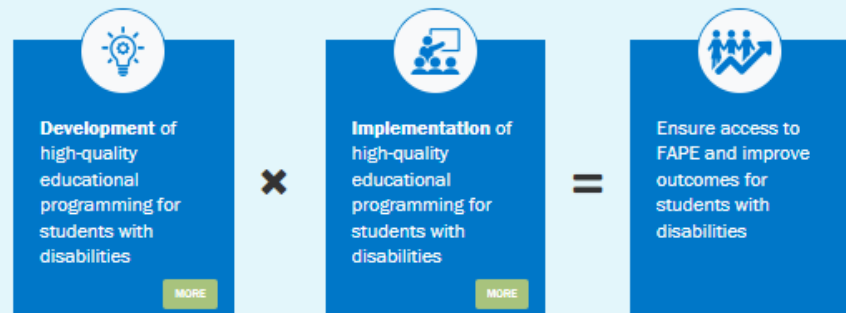 Development of
high-quality
educational
programming for
students with
disabilities
MORE
×
Implementation of
high-quality
educational
programming for
students with
disabilities
MORE
=
Ensure access to
FAPE and improve
outcomes for
students with
disabilities